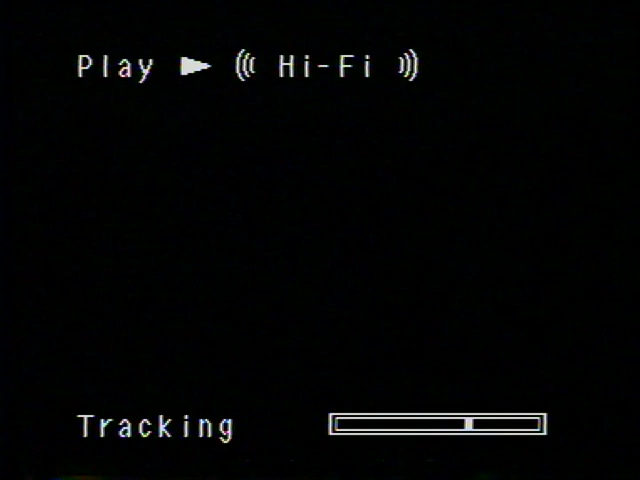 Play ► ((( Hi-Fi )))
Tracking